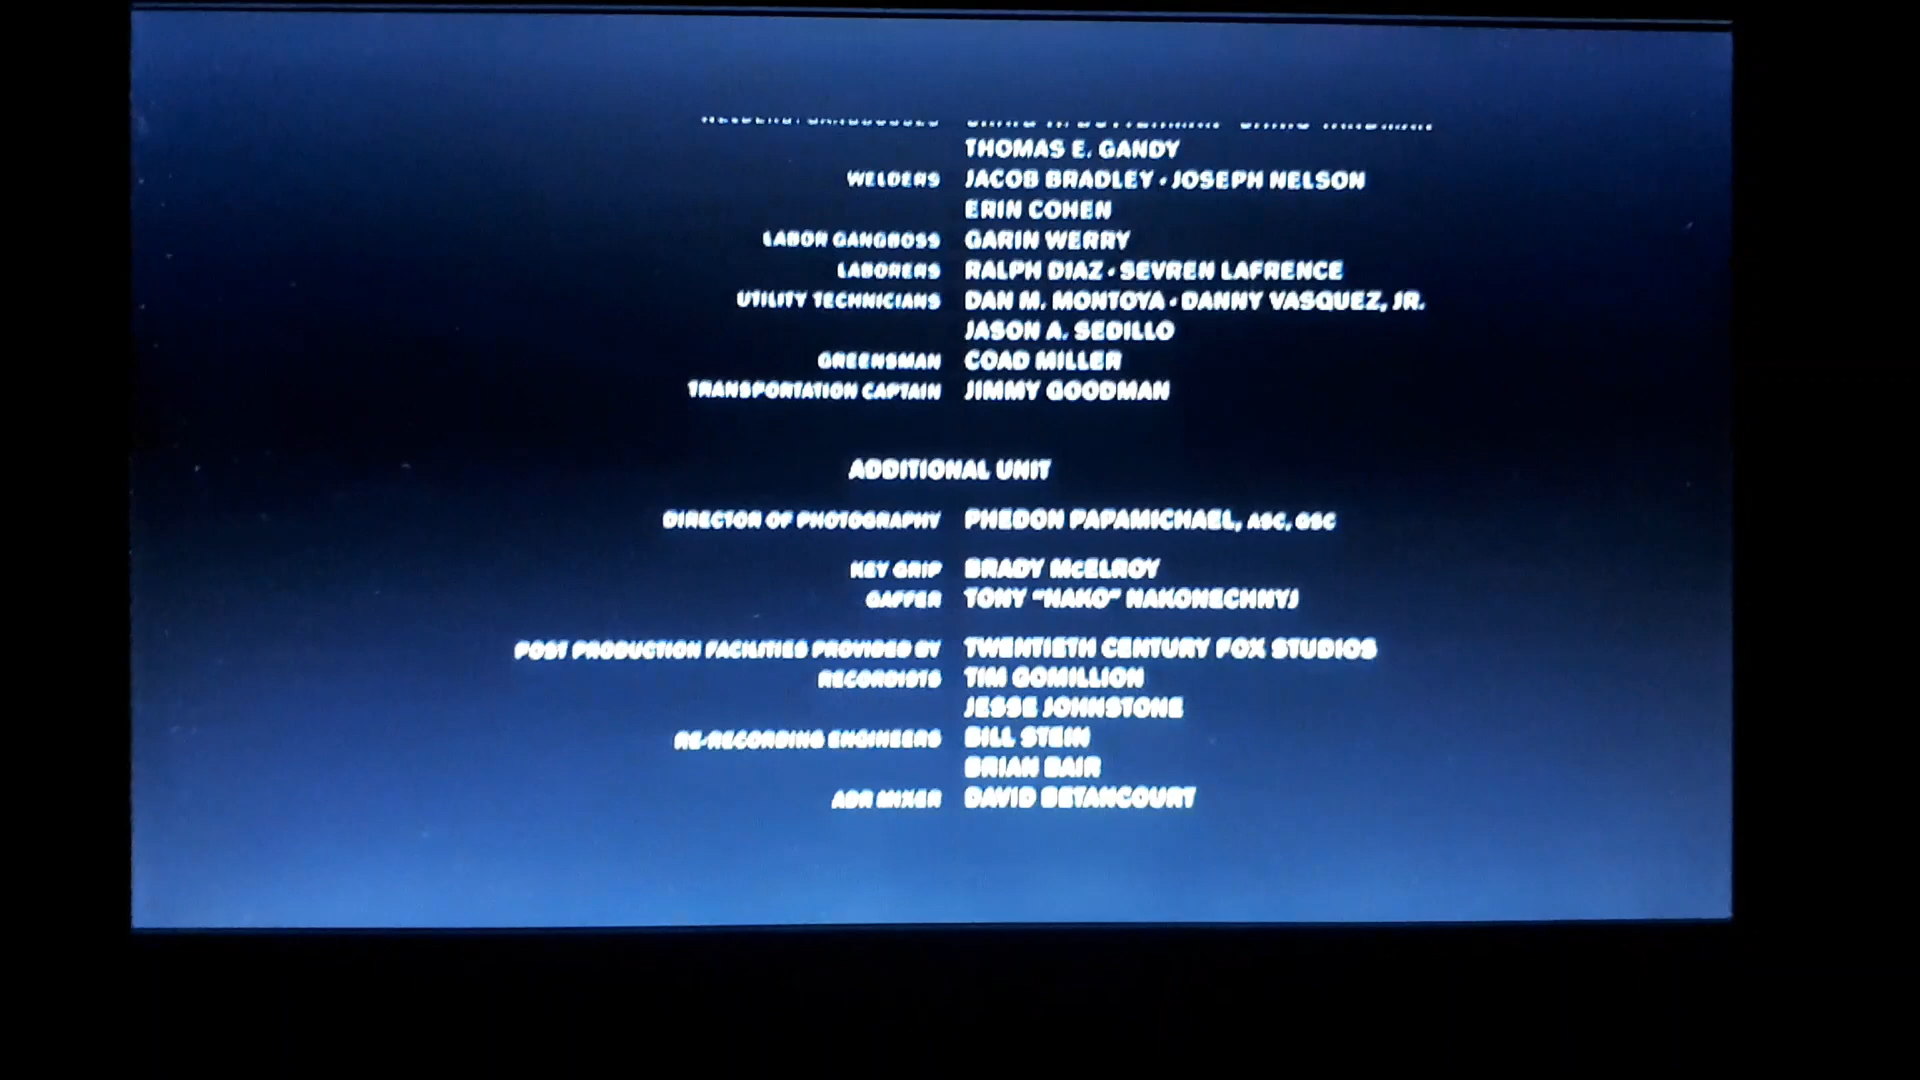 THOMAS E. GANDY
WELDERS JACOB BRADLEY • JOSEPH NELSON
ERIN COHEN
LABOR GANGBOSS GARIN WERRY
LABORERS RALPH DIAZ • SEVREN LAFRENCE
UTILITY TECHNICIANS DAN M. MONTOYA • DANNY VASQUEZ, JR.
JASON A. SEDILLO
GREENSMAN COAD MILLER
TRANSPORTATION CAPTAIN JIMMY GOODMAN
ADDITIONAL UNIT
DIRECTOR OF PHOTOGRAPHY PHEDON PAPAMICHAEL, ASC, GSC
KEY GRIP BRADY McELROY
GAFFER TONY "NAKO" NAKONECHNYJ
POST PRODUCTION FACILITIES PROVIDED BY TWENTIETH CENTURY FOX STUDIOS
RECORDISTS TIM GOMILLION
JESSE JOHNSTONE
RE-RECORDING ENGINEERS BILL STEIN
BRIAN BAIR
ADR MIXER DAVID BETANCOURT